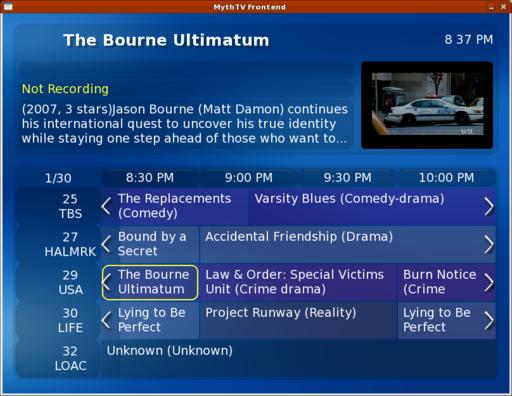 MythTV Frontend
The Bourne Ultimatum
8 37 PM
Not Recording
(2007, 3 stars)Jason Bourne (Matt Damon) continues
his international quest to uncover his true identity
while staying one step ahead of those who want to...
1/30 8:30 PM 9:00 PM 9:30 PM 10:00 PM
25
TBS
The Replacements
(Comedy)
Varsity Blues (Comedy-drama)
27
HALMRK
Bound by a
Secret
Accidental Friendship (Drama)
29
USA
The Bourne
Ultimatum
Law & Order: Special Victims
Unit (Crime drama)
Burn Notice
(Crime
30
LIFE
Lying to Be
Perfect
Project Runway (Reality)
Lying to Be
Perfect
32
LOAC
Unknown (Unknown)